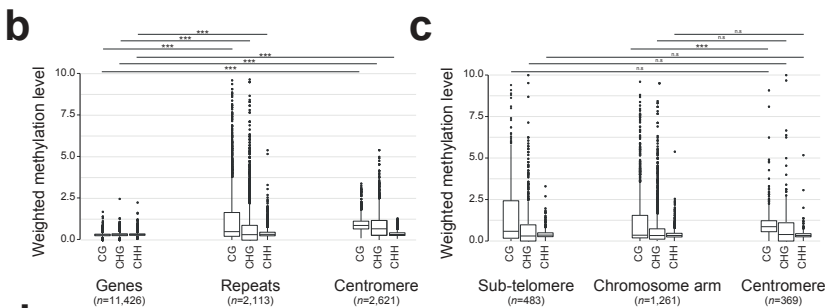 b
***
***
***
***
***
***
Weighted methylation level
10.0
7.5
5.0
2.5
0.0
CG
CHG
CHH
CG
CHG
CHH
CG
CHG
CHH
Genes
(n=11,426)
Repeats
(n=2,113)
Centromere
(n=2,621)
c
n.s
n.s
***
n.s
n.s
n.s
Weighted methylation level
10.0
7.5
5.0
2.5
0.0
CG
CHG
CHH
CG
CHG
CHH
CG
CHG
CHH
Sub-telomere
(n=483)
Chromosome arm
(n=1,261)
Centromere
(n=369)